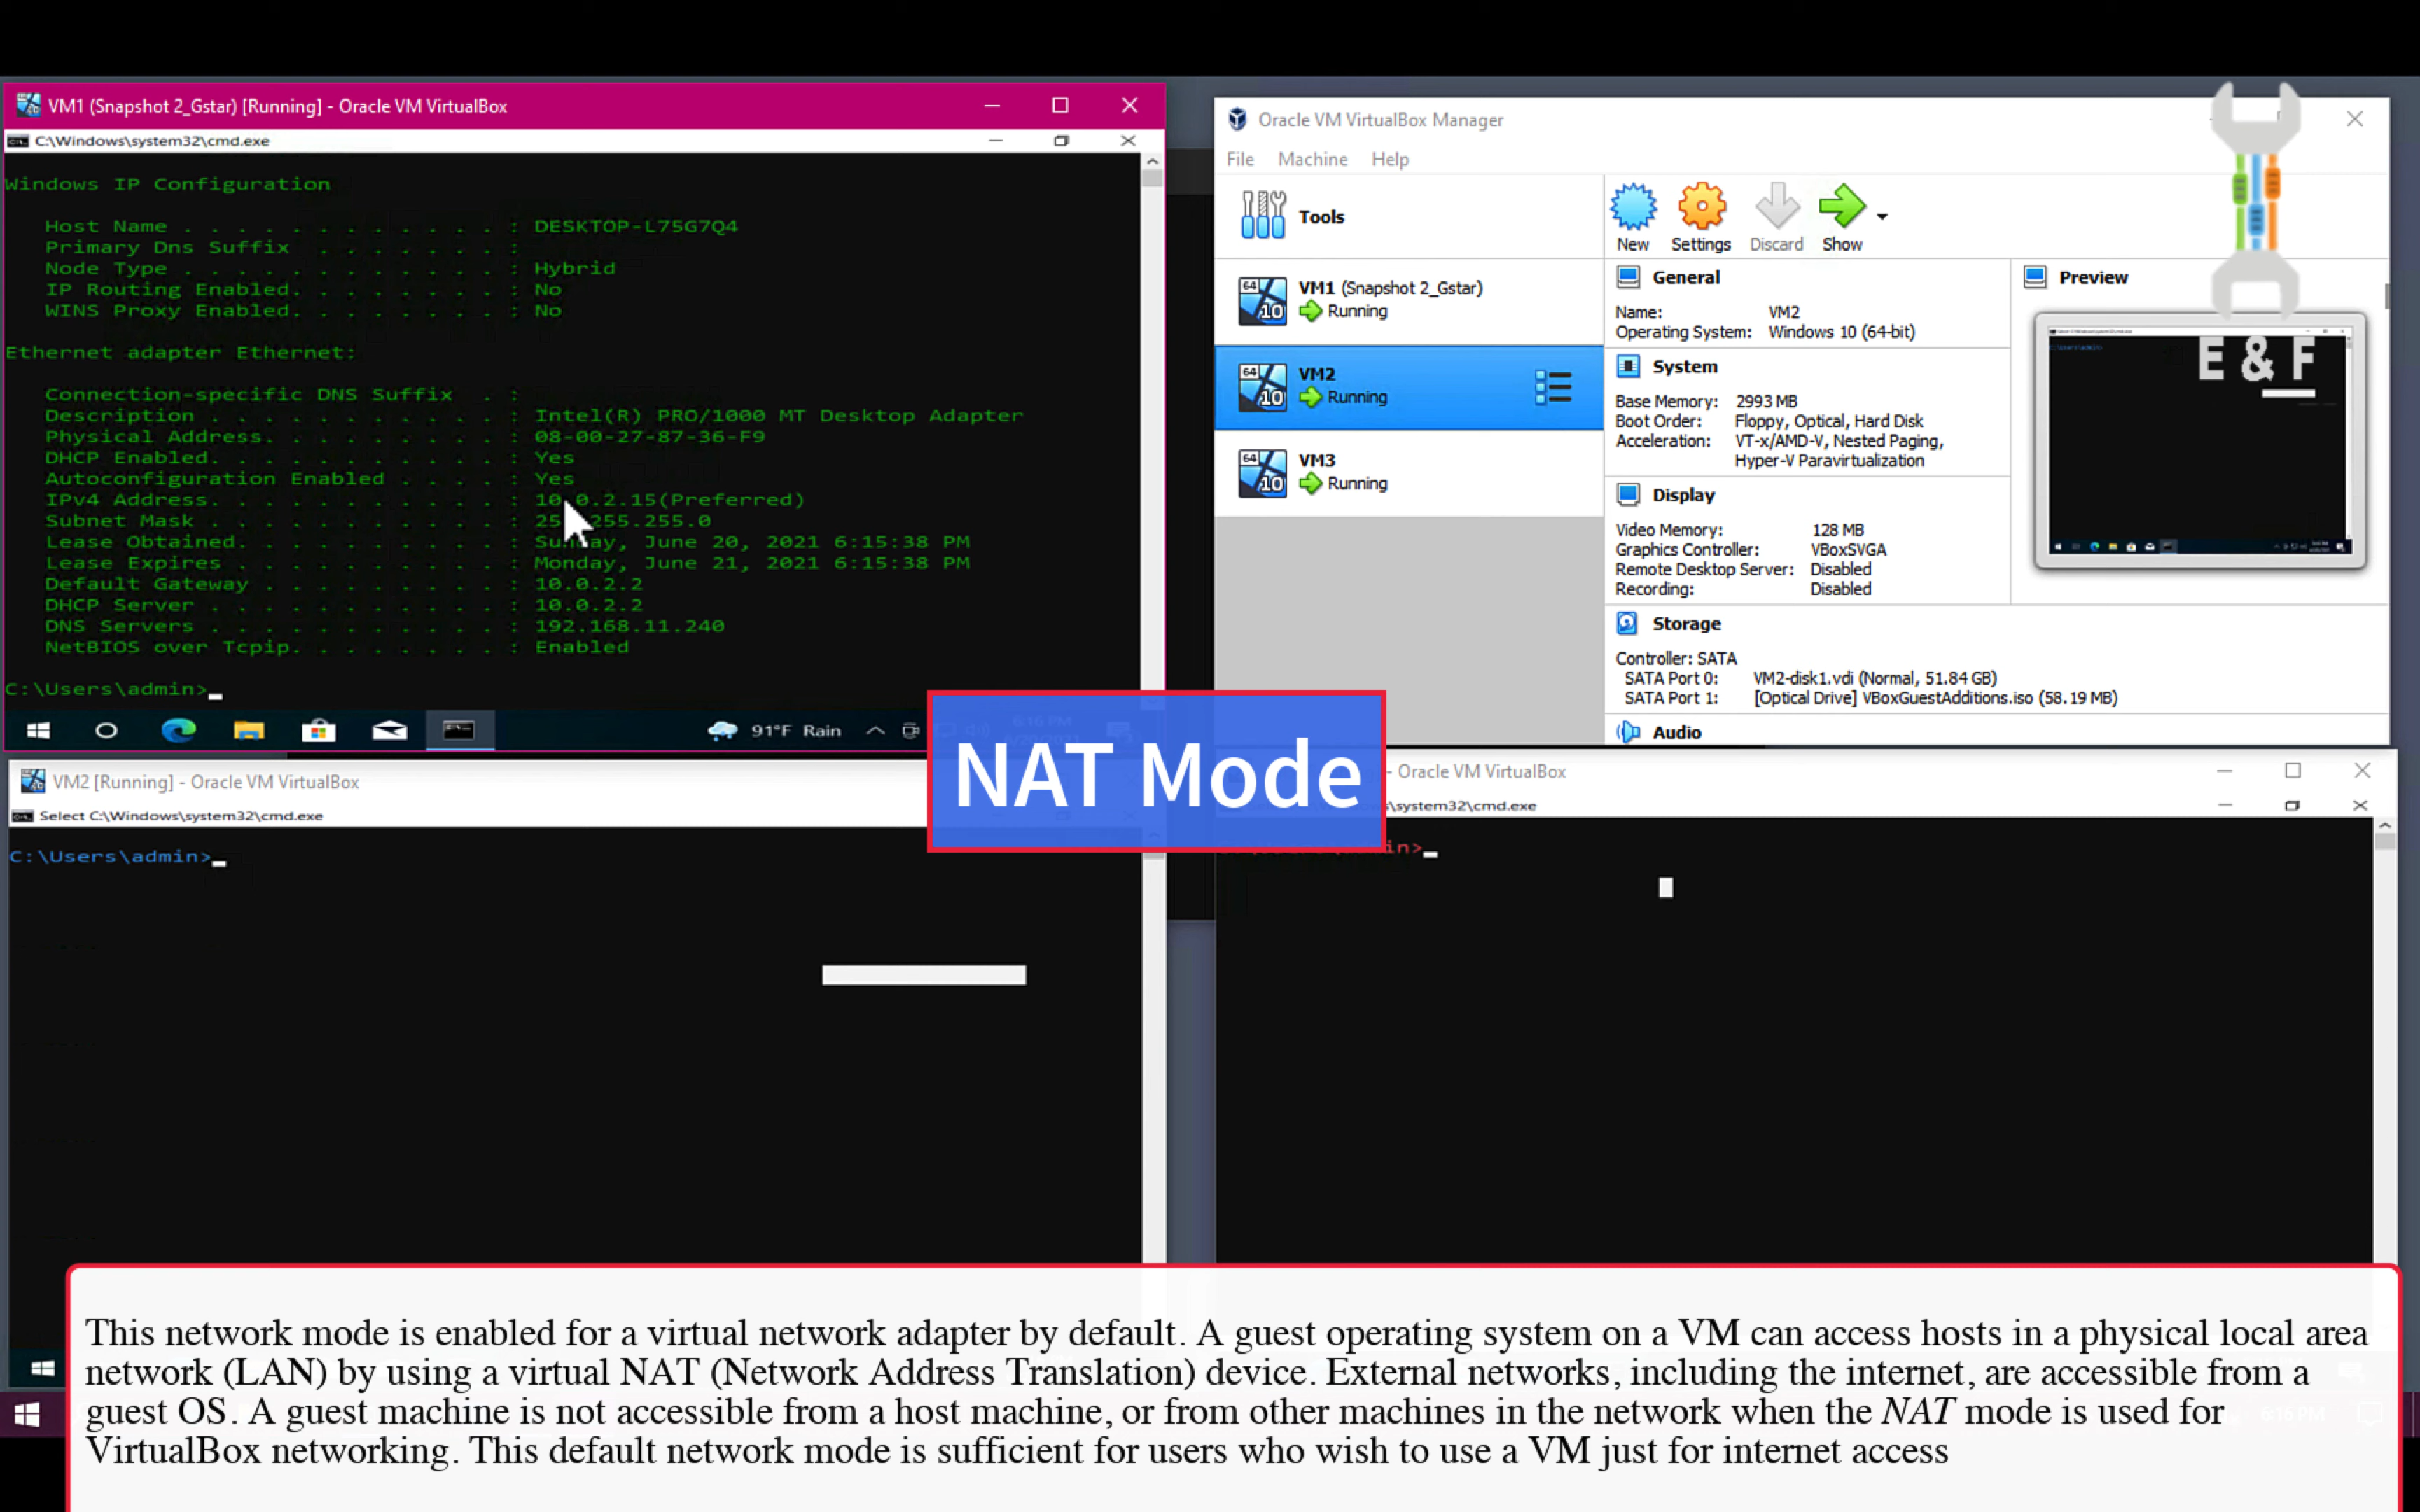 VM1 (Snapshot 2_Gstar) [Running] - Oracle VM VirtualBox
C:\Windows\system32\cmd.exe
Windows IP Configuration
Host Name . . . . . . . . . . . . : DESKTOP-L75G7Q4
Primary Dns Suffix . . . . . . . :
Node Type . . . . . . . . . . . . : Hybrid
IP Routing Enabled. . . . . . . . : No
WINS Proxy Enabled. . . . . . . . : No
Ethernet adapter Ethernet:
Connection-specific DNS Suffix . :
Description . . . . . . . . . . . : Intel(R) PRO/1000 MT Desktop Adapter
Physical Address. . . . . . . . . : 08-00-27-87-36-F9
DHCP Enabled. . . . . . . . . . . : Yes
Autoconfiguration Enabled . . . . : Yes
IPv4 Address. . . . . . . . . . . : 10.0.2.15(Preferred)
Subnet Mask . . . . . . . . . . . : 255.255.255.0
Lease Obtained. . . . . . . . . . : Sunday, June 20, 2021 6:15:38 PM
Lease Expires . . . . . . . . . . : Monday, June 21, 2021 6:15:38 PM
Default Gateway . . . . . . . . . : 10.0.2.2
DHCP Server . . . . . . . . . . . : 10.0.2.2
DNS Servers . . . . . . . . . . . : 192.168.11.240
NetBIOS over Tcpip. . . . . . . . : Enabled
C:\Users\admin>
91°F Rain
6:16 PM
Oracle VM VirtualBox Manager
File Machine Help
Tools
New Settings Discard Show
VM1 (Snapshot 2_Gstar)
Running
VM2
Running
VM3
Running
General
Name: VM2
Operating System: Windows 10 (64-bit)
System
Base Memory: 2993 MB
Boot Order: Floppy, Optical, Hard Disk
Acceleration: VT-x/AMD-V, Nested Paging,
Hyper-V Paravirtualization
Display
Video Memory: 128 MB
Graphics Controller: VBoxSVGA
Remote Desktop Server: Disabled
Recording: Disabled
Storage
Controller: SATA
SATA Port 0: VM2-disk1.vdi (Normal, 51.84 GB)
SATA Port 1: [Optical Drive] VBoxGuestAdditions.iso (58.19 MB)
Audio
Preview
E & F
NAT Mode
VM2 [Running] - Oracle VM VirtualBox
Select C:\Windows\system32\cmd.exe
C:\Users\admin>
- Oracle VM VirtualBox
\system32\cmd.exe
in>
This network mode is enabled for a virtual network adapter by default. A guest operating system on a VM can access hosts in a physical local area
network (LAN) by using a virtual NAT (Network Address Translation) device. External networks, including the internet, are accessible from a
guest OS. A guest machine is not accessible from a host machine, or from other machines in the network when the NAT mode is used for
VirtualBox networking. This default network mode is sufficient for users who wish to use a VM just for internet access
6:16 PM